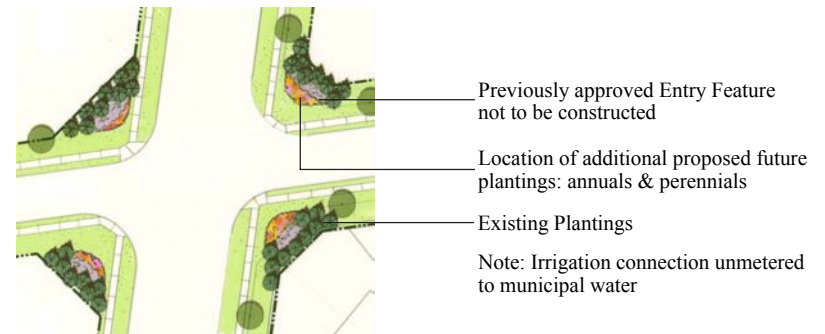 Previously approved Entry Feature
not to be constructed
Location of additional proposed future
plantings: annuals & perennials
Existing Plantings
Note: Irrigation connection unmetered
to municipal water